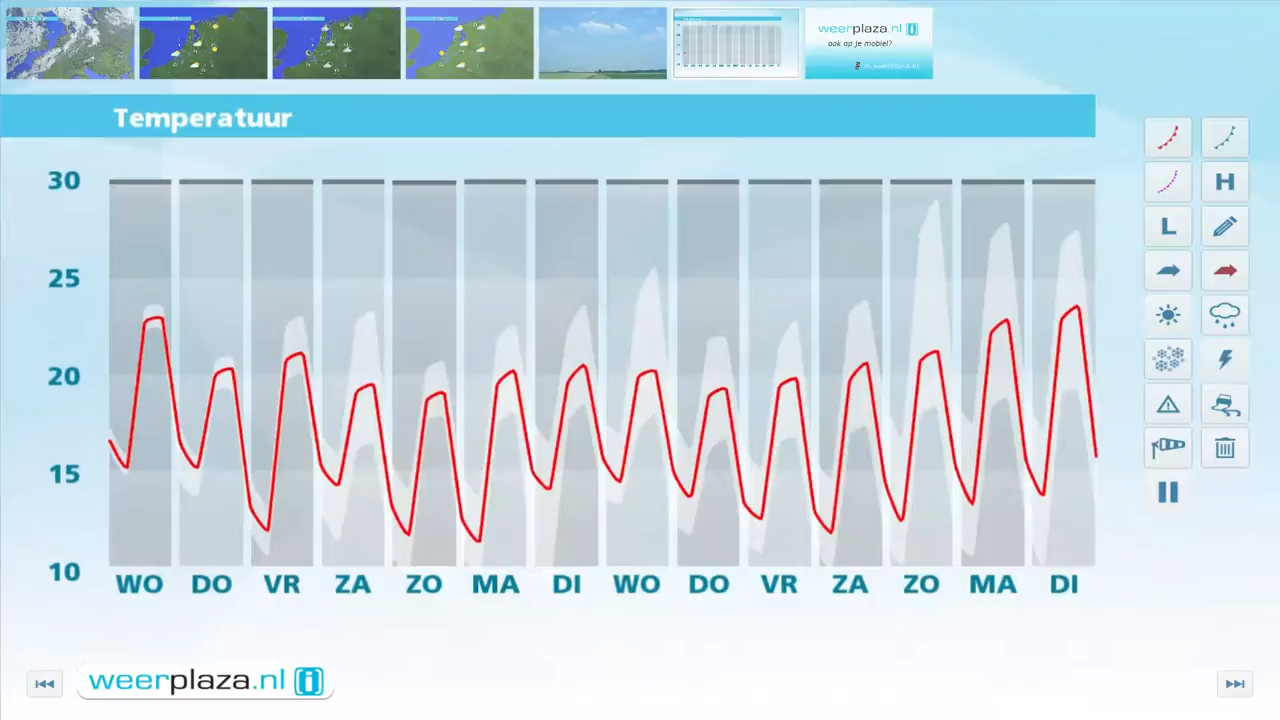 weerplaza.nl i
ook op je mobiel?
Temperatuur
30
25
20
15
10
H
L
WO DO VR ZA ZO MA DI WO DO VR ZA ZO MA DI
weerplaza.nl i